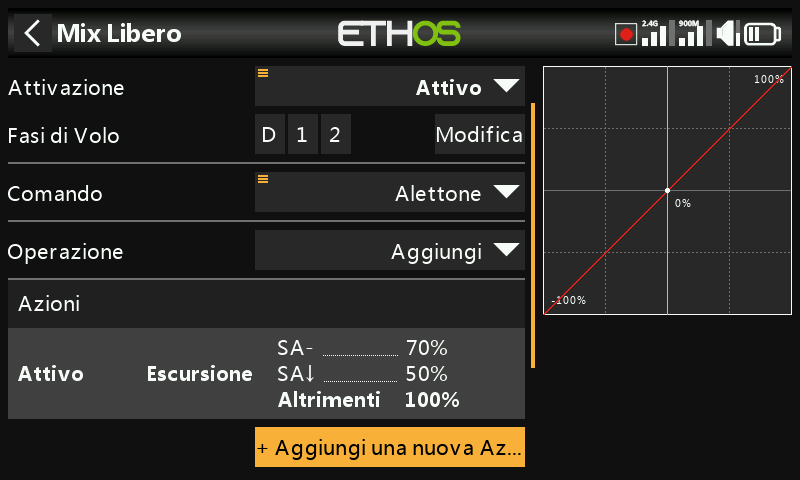 Mix Libero
ETHOS
2.4G
900M
Attivazione
Attivo
Fasi di Volo
D
1
2
Modifica
Comando
Alettone
Operazione
Aggiungi
Azioni
Attivo
Escursione
SA- 70%
SA↓ 50%
Altrimenti 100%
+ Aggiungi una nuova Az...
100%
0%
-100%